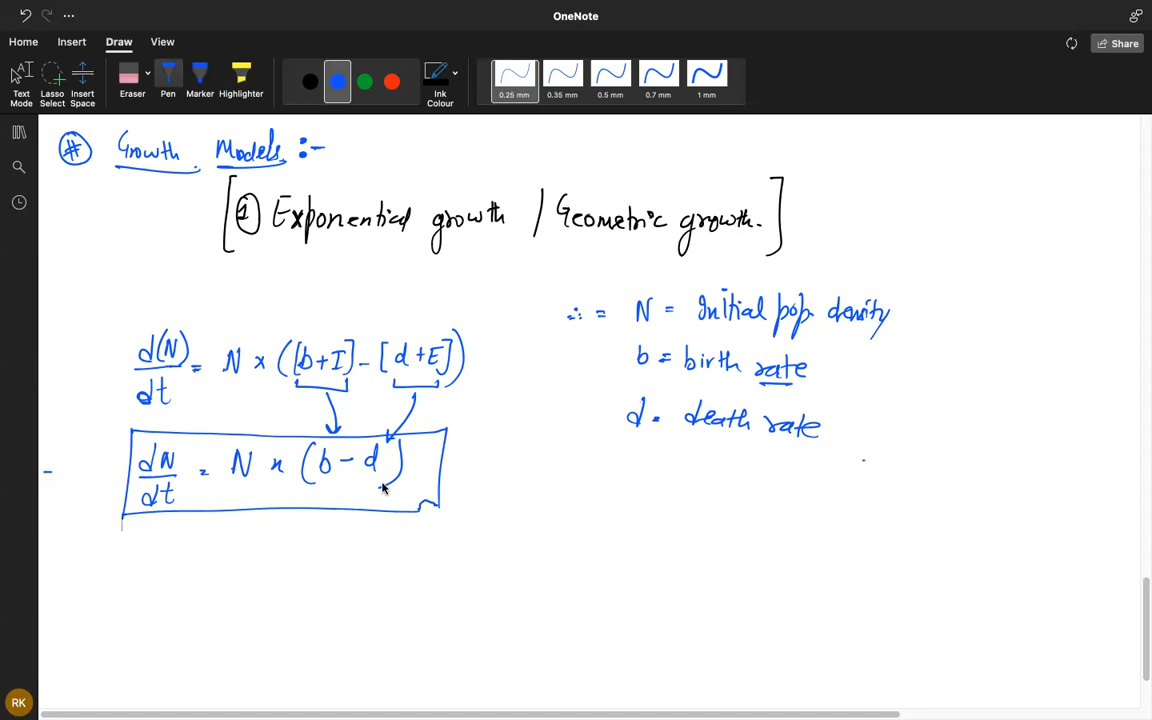 OneNote
Home Insert Draw View
Share
Text Mode
Lasso Select
Insert Space
Eraser
Pen
Marker
Highlighter
Ink Colour
0.25 mm
0.35 mm
0.5 mm
0.7 mm
1 mm
# Growth Models :-
[① Exponential growth / Geometric growth.]
∴ = N = Initial pop. density
b = birth rate
d = death rate
d(N)/dt = N × ([b+I] - [d+E])
dN/dt = N × (b - d)
RK